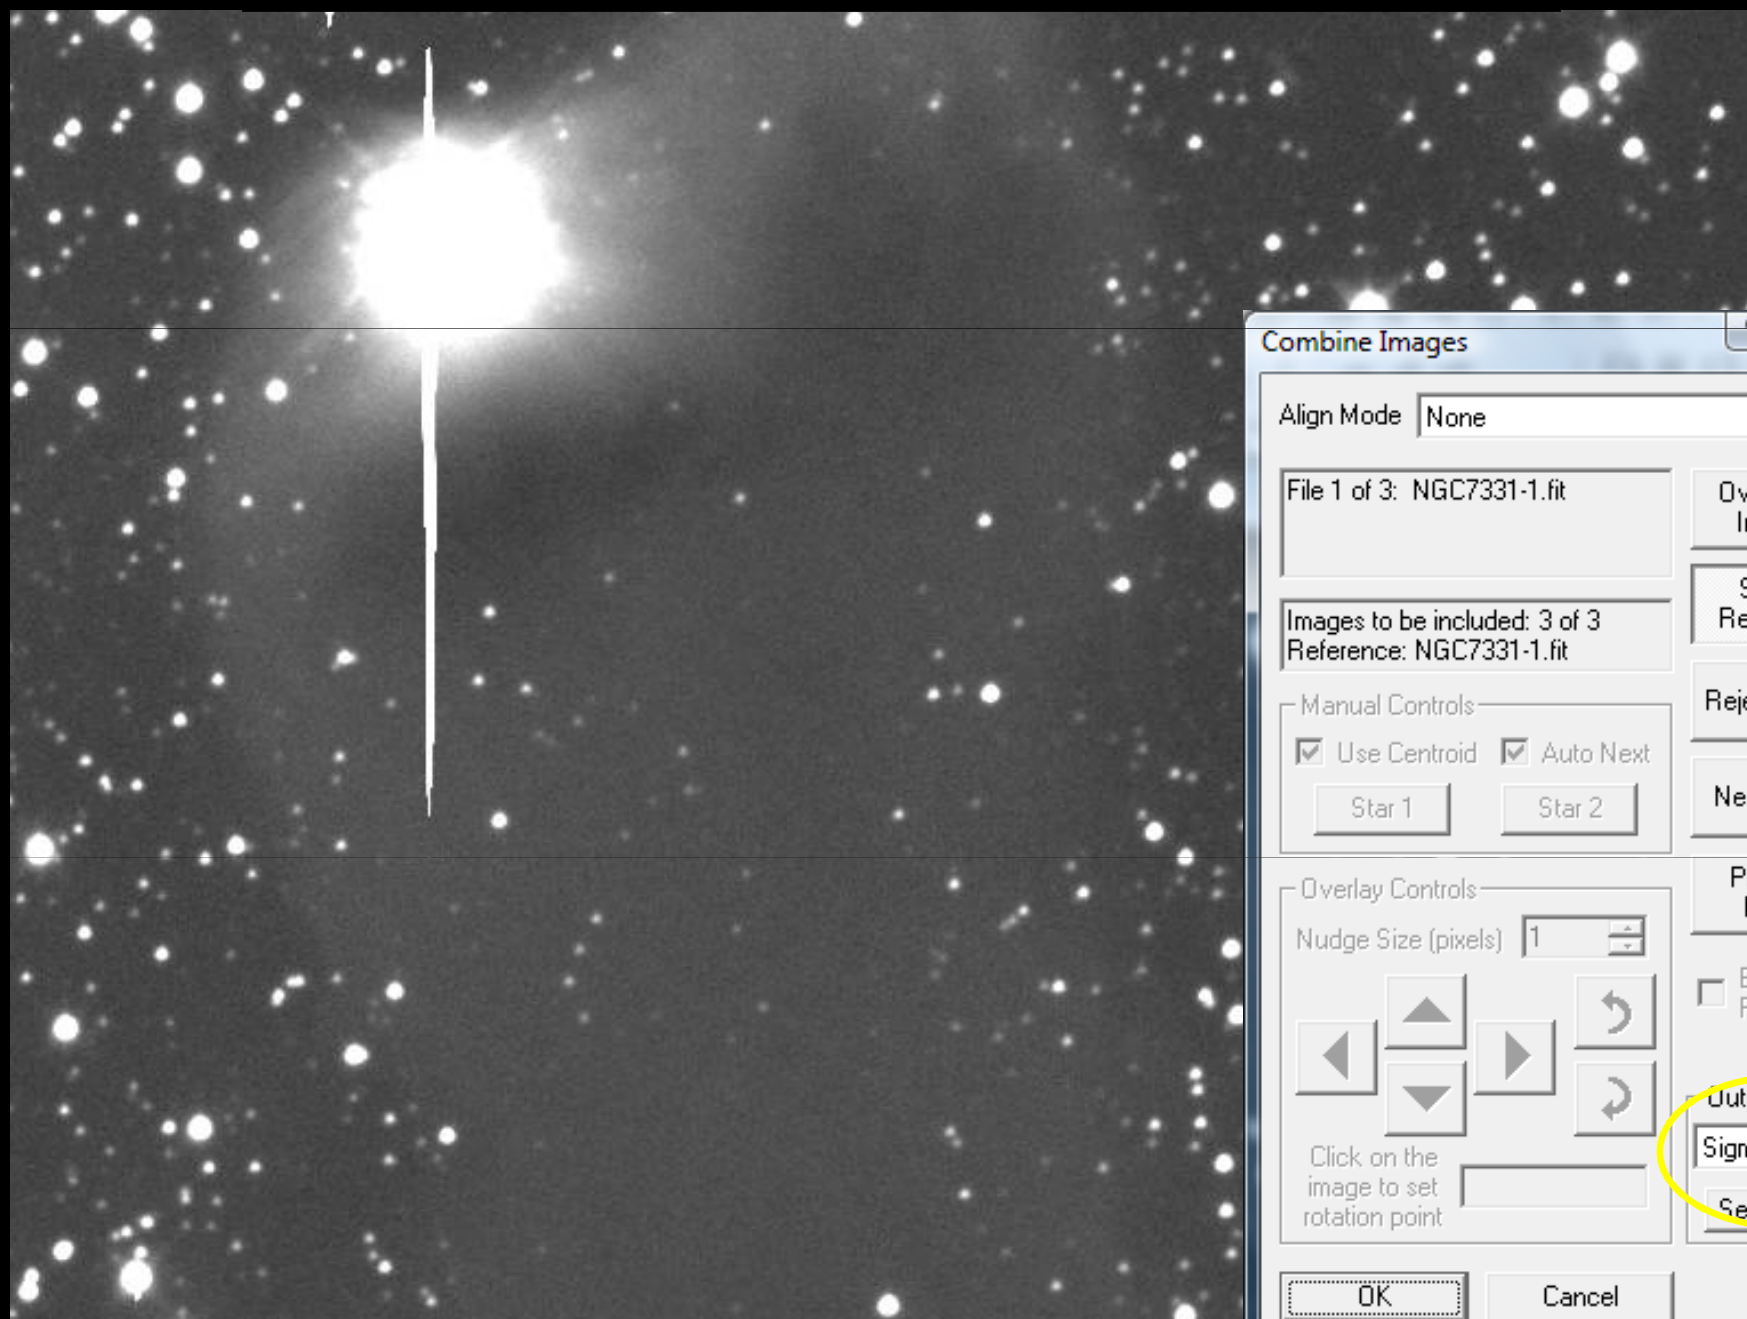 Combine Images
Align Mode None
File 1 of 3: NGC7331-1.fit
Images to be included: 3 of 3
Reference: NGC7331-1.fit
Manual Controls
Use Centroid Auto Next
Star 1 Star 2
Overlay Controls
Nudge Size (pixels) 1
Click on the
image to set
rotation point
OK Cancel